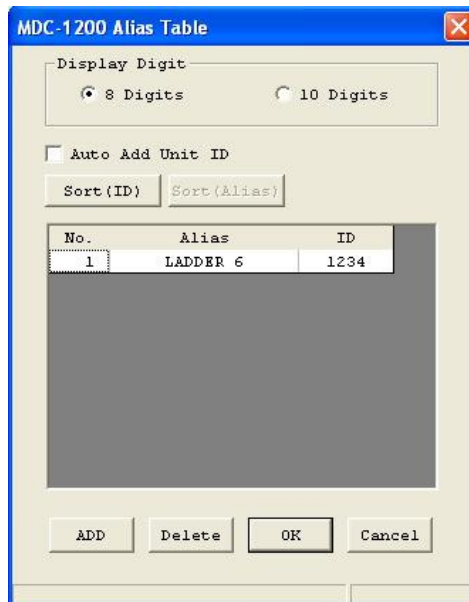 MDC-1200 Alias Table
Display Digit
8 Digits 10 Digits
Auto Add Unit ID
Sort(ID) Sort(Alias)
No. Alias ID
1 LADDER 6 1234
ADD Delete OK Cancel